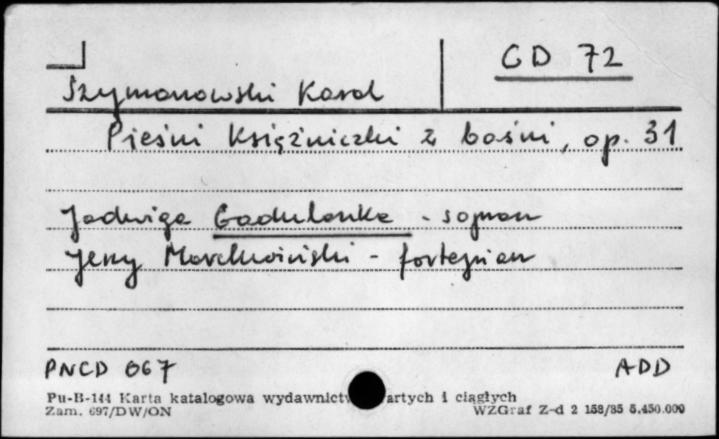 CD 72
Szymanowski Karol
Pieśni Księżniczki z baśni, op. 31
Jadwiga Gadulanka - sopran
Jerzy Marchwiński - fortepian
PNCD 067 ADD
Pu-B-144 Karta katalogowa wydawnictw artych i ciągłych
Zam. 697/DW/ON WZGraf Z-d 2 158/85 5.450.000